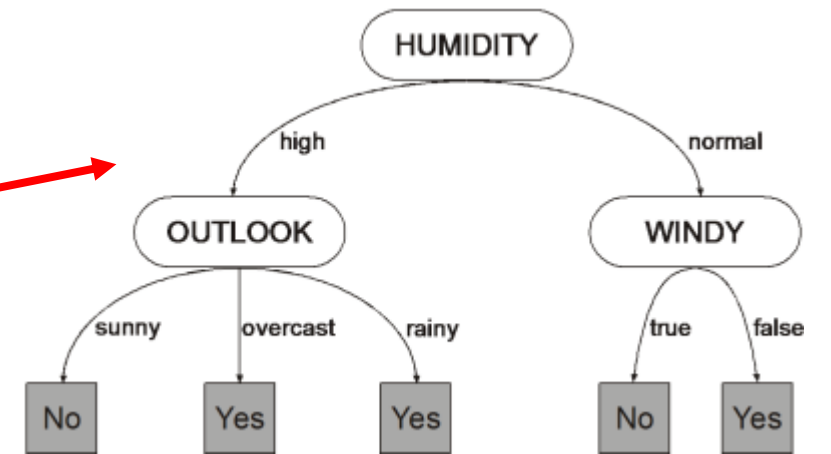 HUMIDITY
high normal
OUTLOOK WINDY
sunny overcast rainy true false
No Yes Yes No Yes